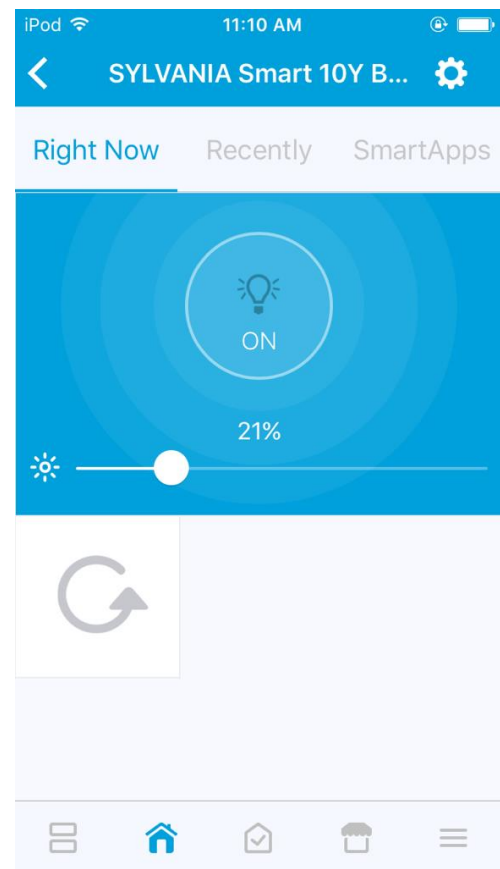 iPod 11:10 AM
SYLVANIA Smart 10Y B...
Right Now Recently SmartApps
ON
21%